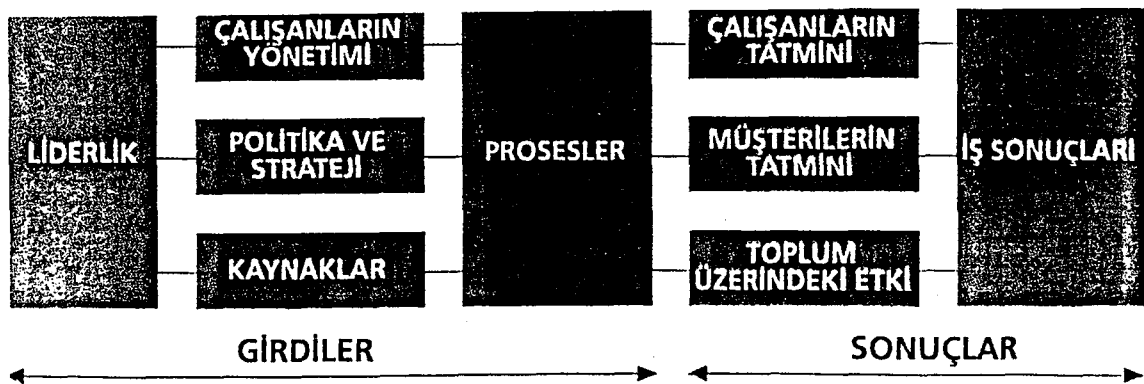 LİDERLİK
ÇALIŞANLARIN
YÖNETİMİ
POLİTİKA VE
STRATEJİ
KAYNAKLAR
PROSESLER
ÇALIŞANLARIN
TATMİNİ
MÜŞTERİLERİN
TATMİNİ
TOPLUM
ÜZERİNDEKİ ETKİ
İŞ SONUÇLARI
GİRDİLER
SONUÇLAR